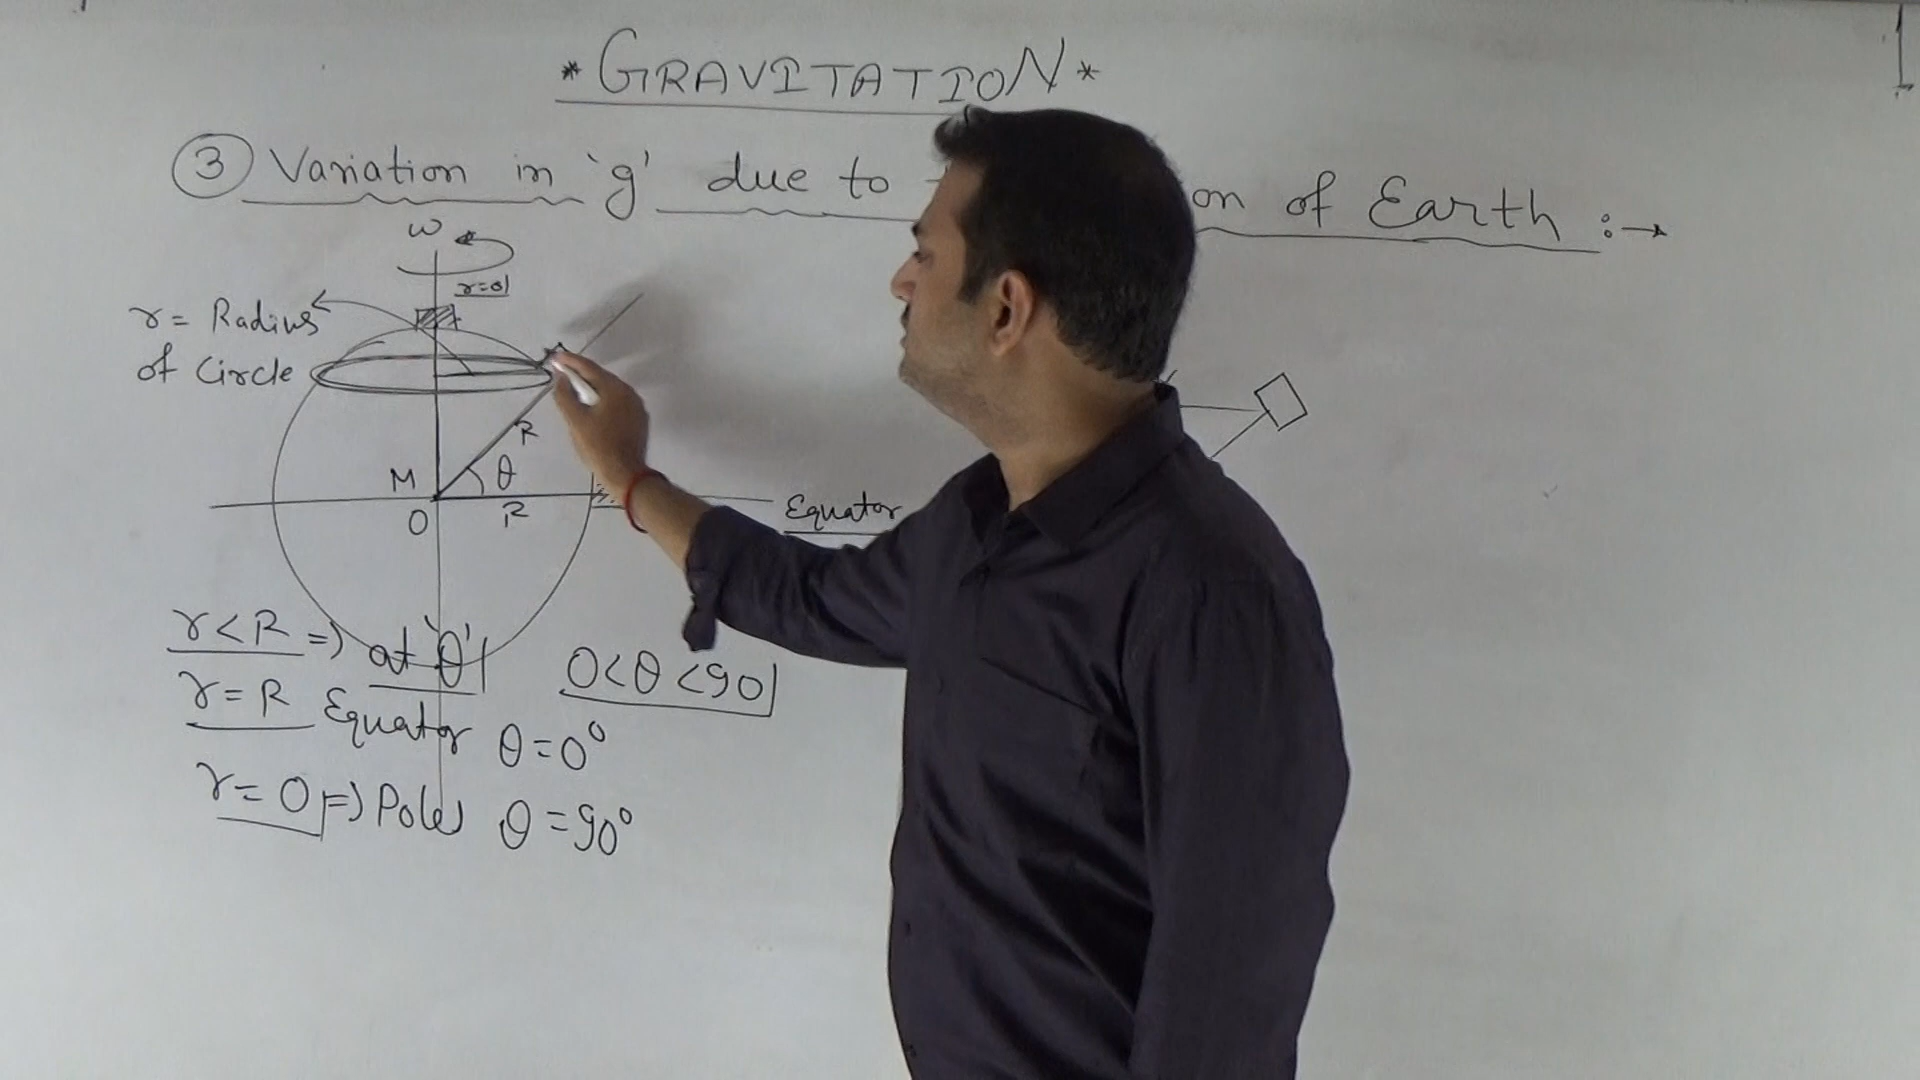 * GRAVITATION *
③ Variation in 'g' due to on of Earth :→
ω
r=0
r = Radius
of Circle
R
θ
M
O
R
Equator
r<R => at 'θ' 0<θ<90
r=R Equator θ=0°
r=0 => Poles θ=90°